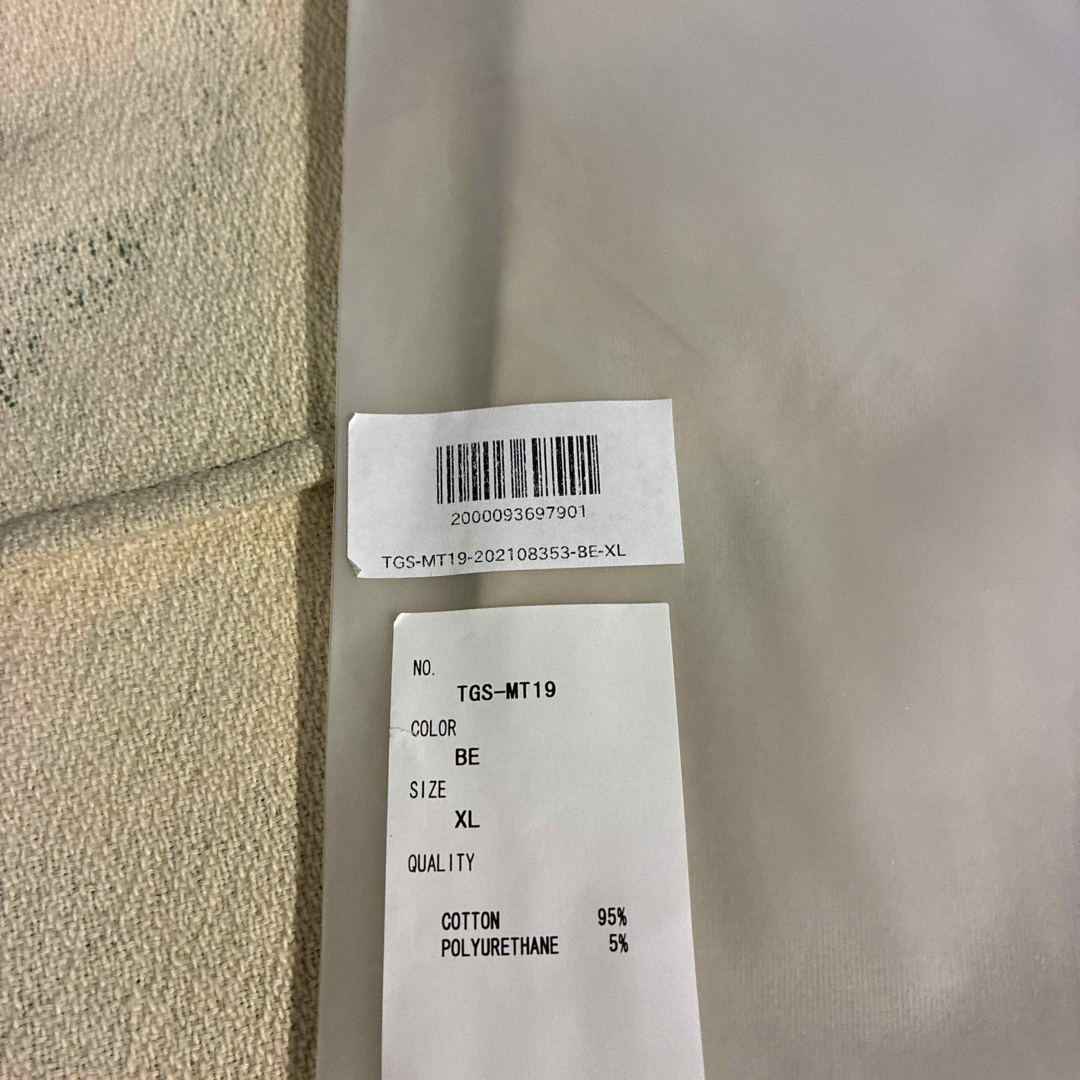 2000093697901
TGS-MT19-202108353-BE-XL
NO.
TGS-MT19
COLOR
BE
SIZE
XL
QUALITY
COTTON 95%
POLYURETHANE 5%